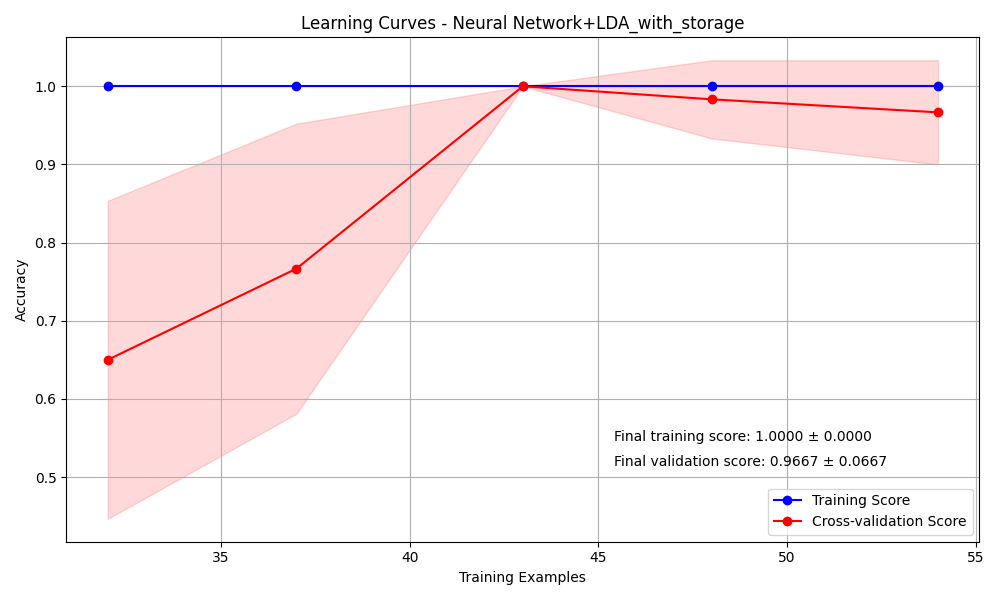 Learning Curves - Neural Network+LDA_with_storage
Accuracy
1.0
0.9
0.8
0.7
0.6
0.5
Final training score: 1.0000 ± 0.0000
Final validation score: 0.9667 ± 0.0667
Training Score
Cross-validation Score
35
40
45
50
55
Training Examples